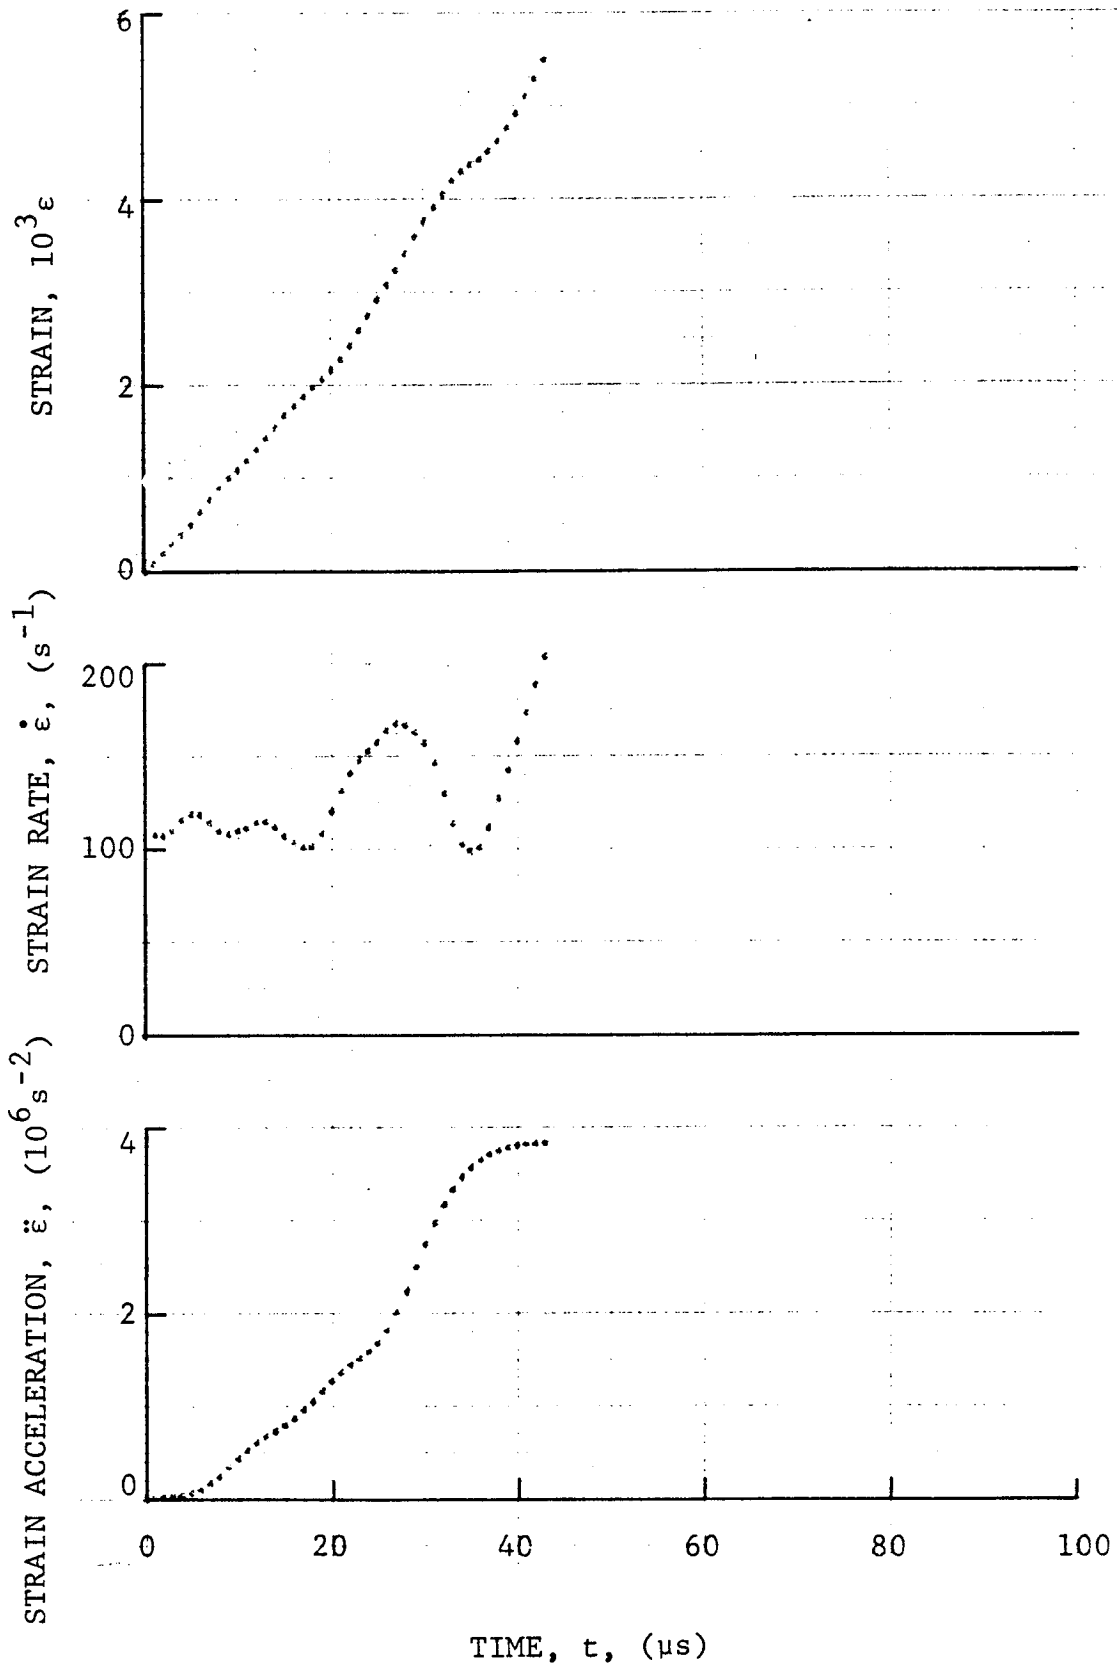 6
4
2
0
STRAIN, 10³ε
200
100
0
STRAIN RATE, ε̇, (s⁻¹)
4
2
0
STRAIN ACCELERATION, ε̈, (10⁶s⁻²)
0 20 40 60 80 100
TIME, t, (μs)